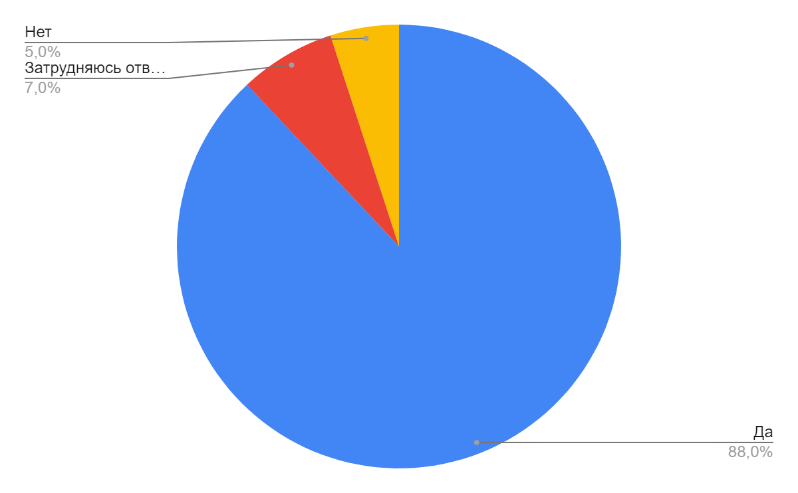 Нет
5,0%
Затрудняюсь отв…
7,0%
Да
88,0%